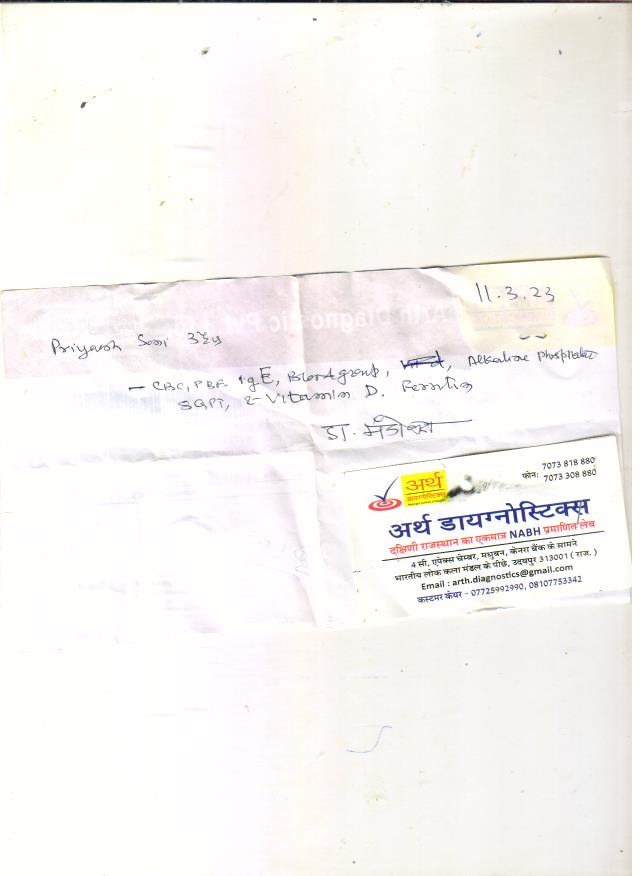 11.3.23
Priyansh Soni
- CBC, PBF IgE, Blood group, Alkaline Phosphatase
SGPT, & Vitamin D. Ferritin
डा.
अर्थ
डायग्नोस्टिक्स
फोन: 7073 818 880
7073 308 880
अर्थ डायग्नोस्टिक्स
दक्षिणी राजस्थान का एकमात्र NABH प्रमाणित लेब
4 सी, एपेक्स चेम्बर, मधुबन, केनरा बैंक के सामने
भारतीय लोक कला मंडल के पीछे, उदयपुर 313001 ( राज. )
Email : arth.diagnostics@gmail.com
कस्टमर केयर - 07725992990, 08107753342